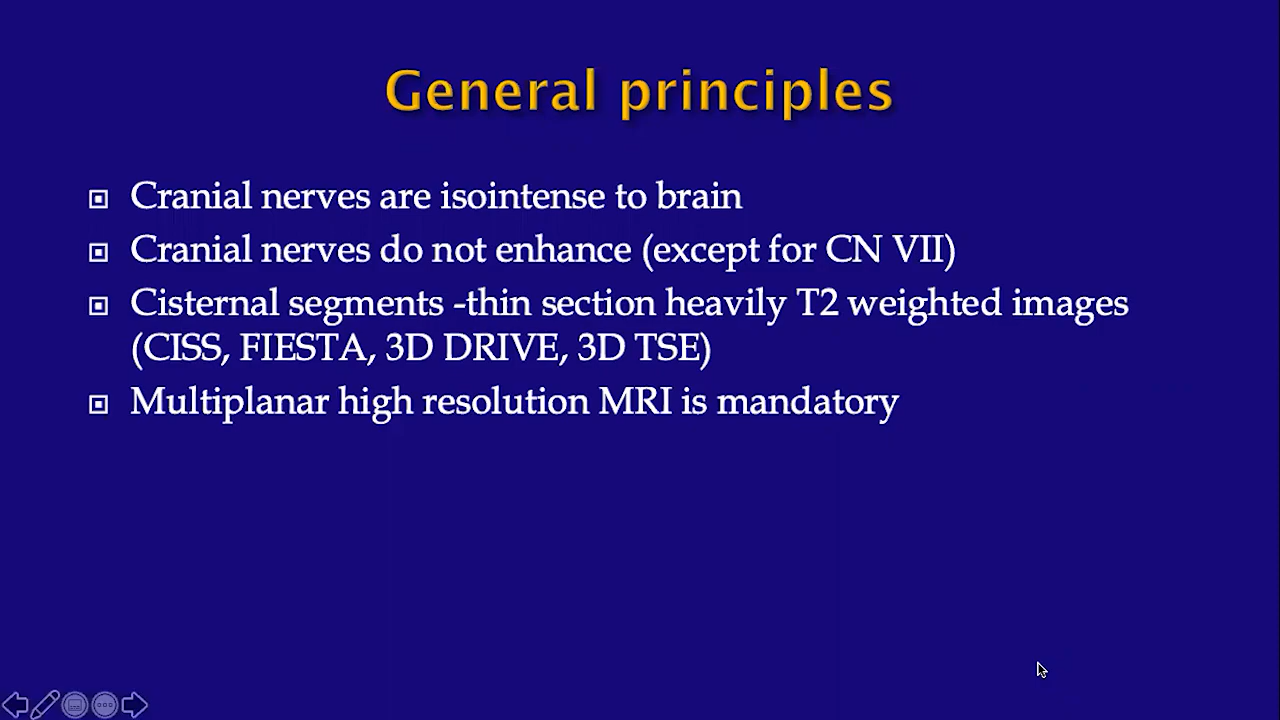 General principles
Cranial nerves are isointense to brain
Cranial nerves do not enhance (except for CN VII)
Cisternal segments -thin section heavily T2 weighted images
(CISS, FIESTA, 3D DRIVE, 3D TSE)
Multiplanar high resolution MRI is mandatory